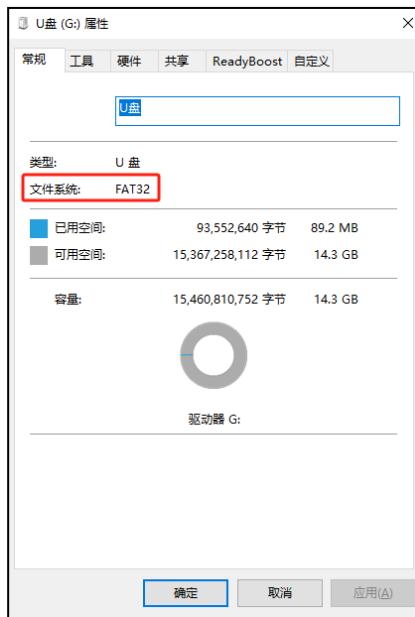 U盘 (G:) 属性
常规 工具 硬件 共享 ReadyBoost 自定义
U盘
类型: U 盘
文件系统: FAT32
已用空间: 93,552,640 字节 89.2 MB
可用空间: 15,367,258,112 字节 14.3 GB
容量: 15,460,810,752 字节 14.3 GB
驱动器 G:
确定 取消 应用(A)